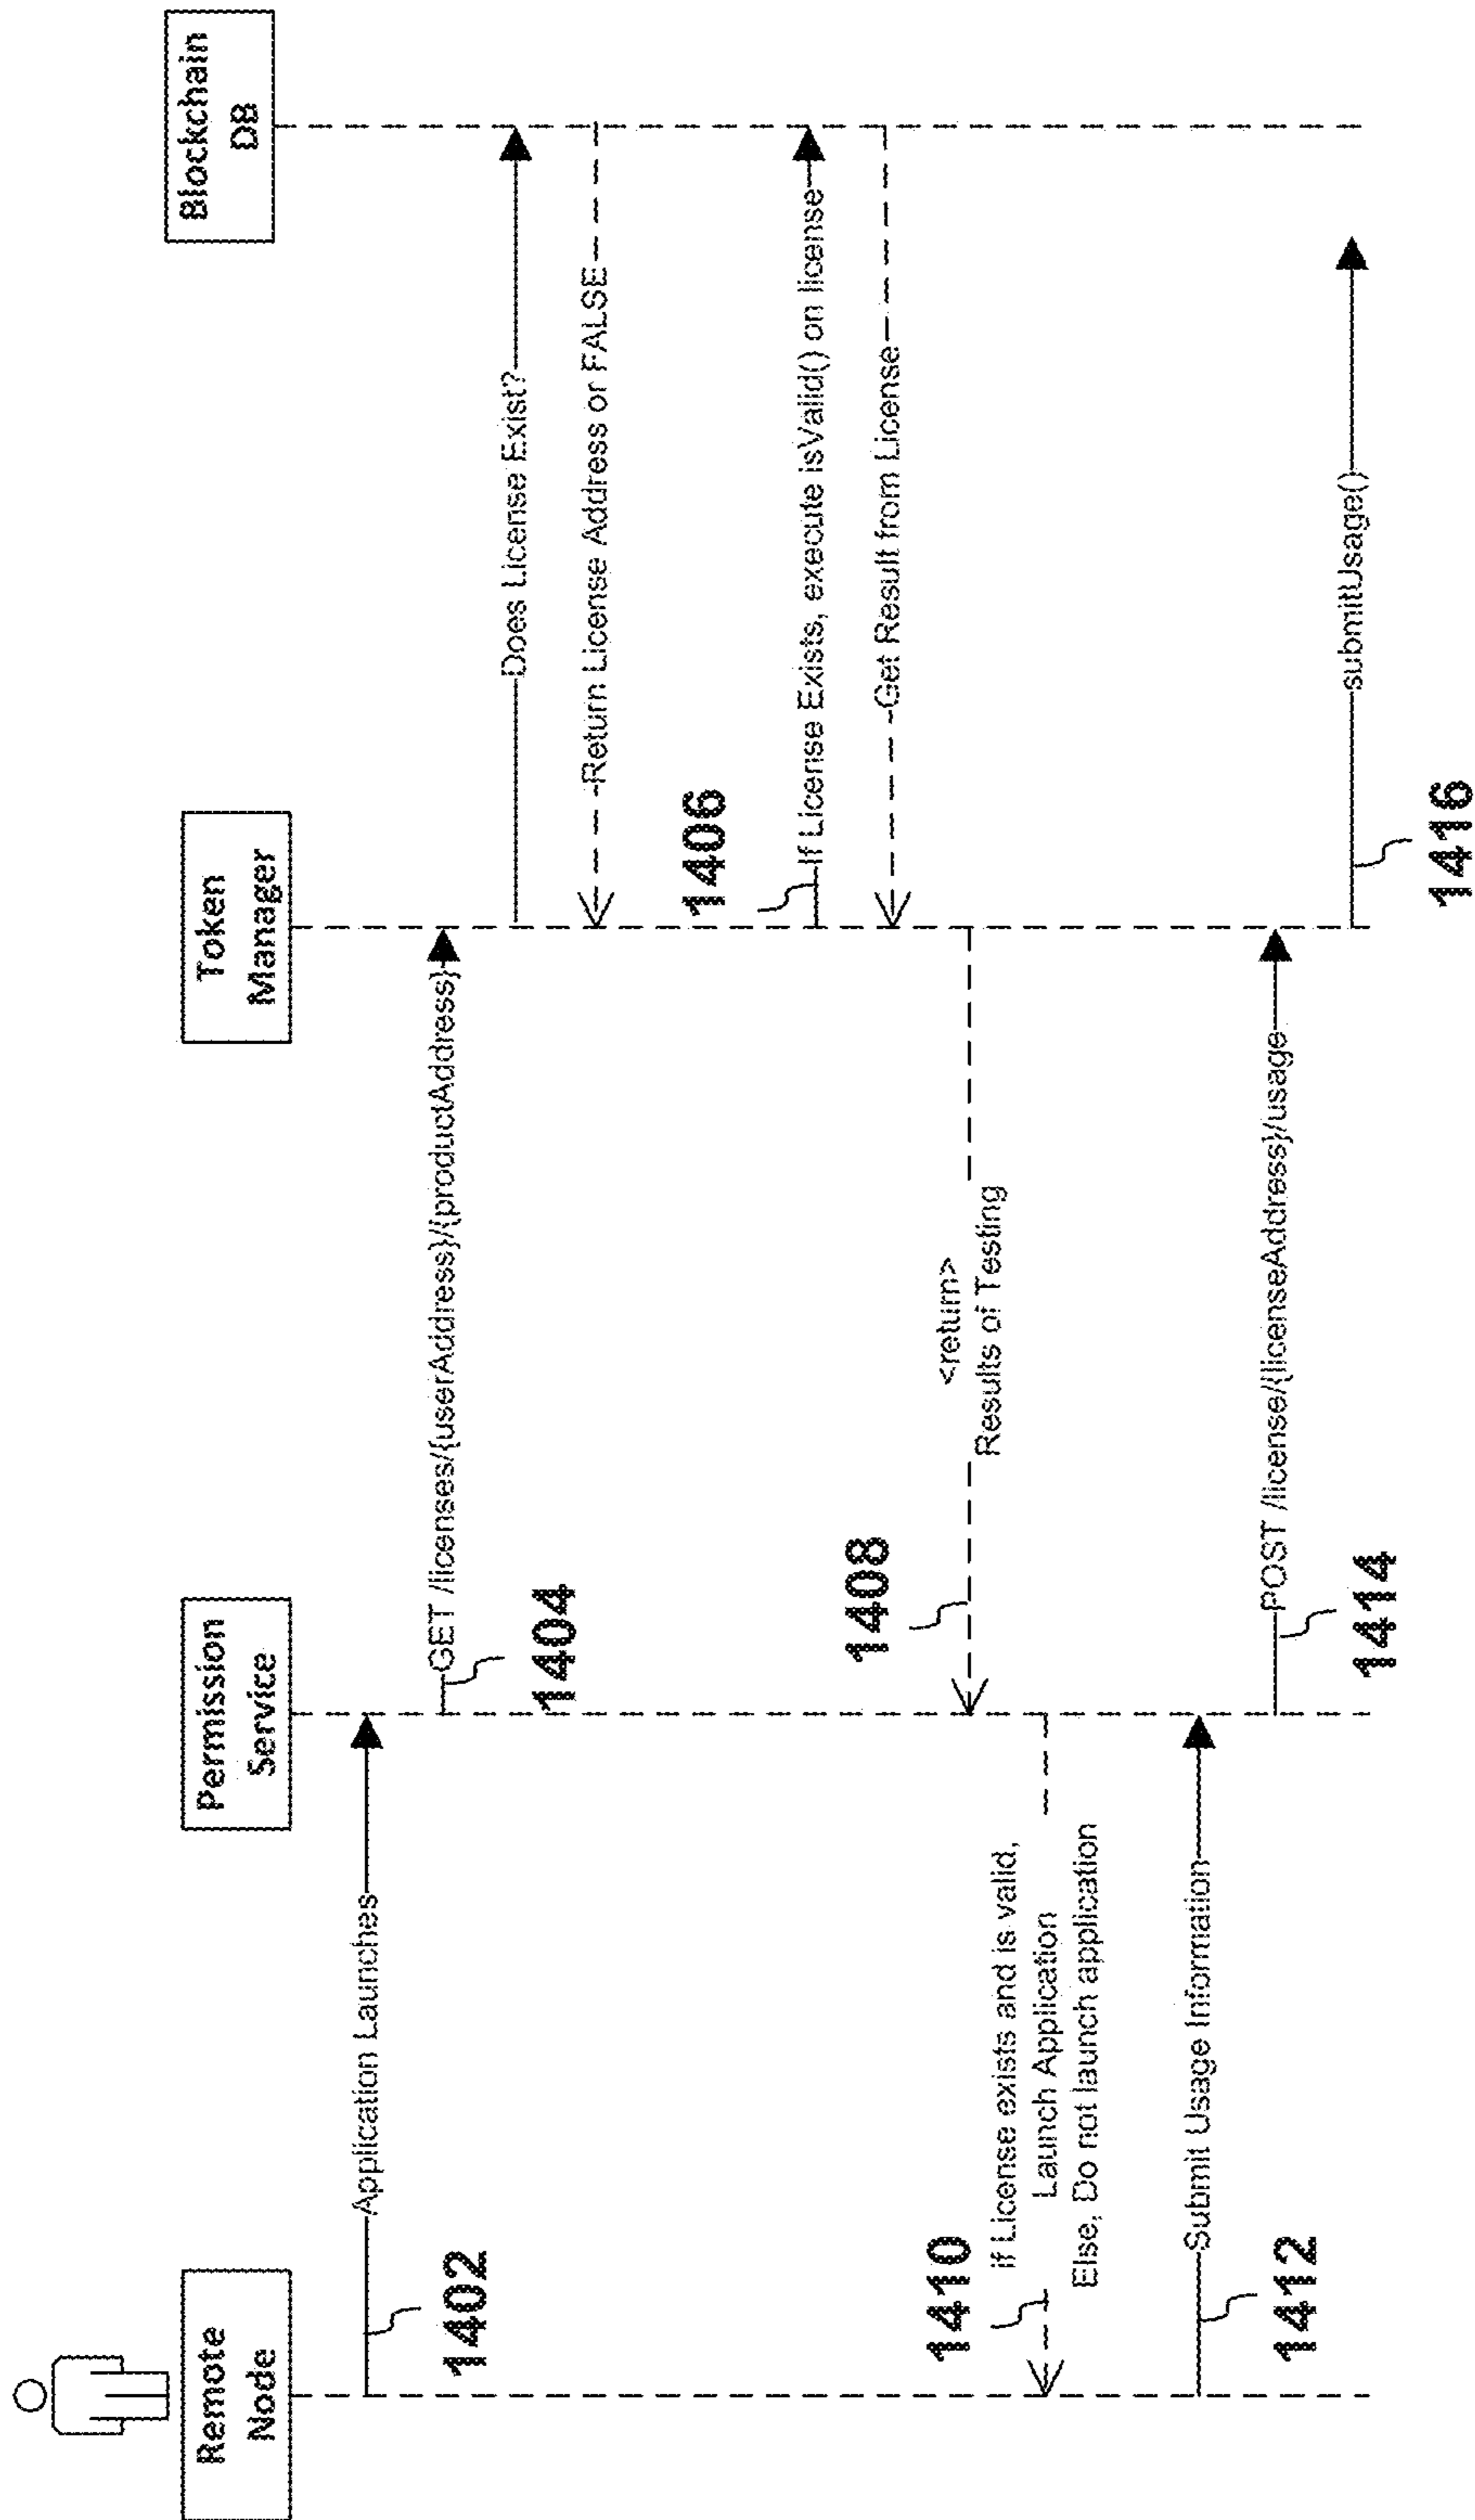 Remote
Node
Permission
Service
Token
Manager
Blockchain
DB
Application Launches
1402
GET /licenses/{userAddress}/{productAddress}
1404
Does License Exist?
Return License Address or FALSE
1406
If License Exists, execute isValid() on license
Get Result from License
1408
<return>
Results of Testing
1410
if License exists and is valid,
Launch Application
Else, Do not launch application
Submit Usage Information
1412
POST /license/{licenseAddress}/usage
1414
submitUsage()
1416